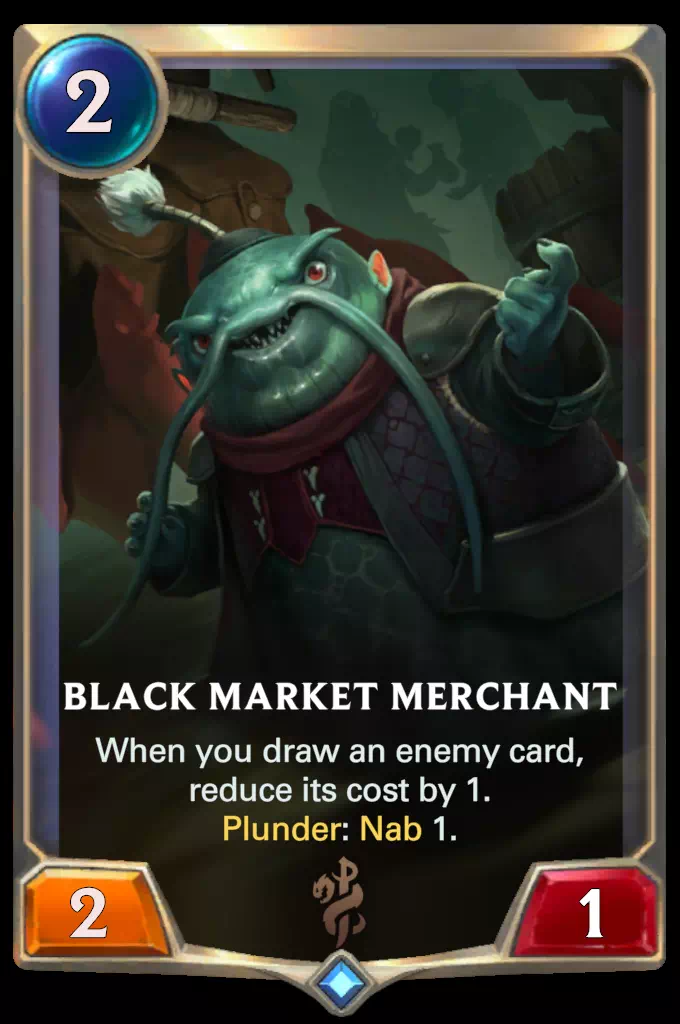 2
BLACK MARKET MERCHANT
When you draw an enemy card,
reduce its cost by 1.
Plunder: Nab 1.
2
1